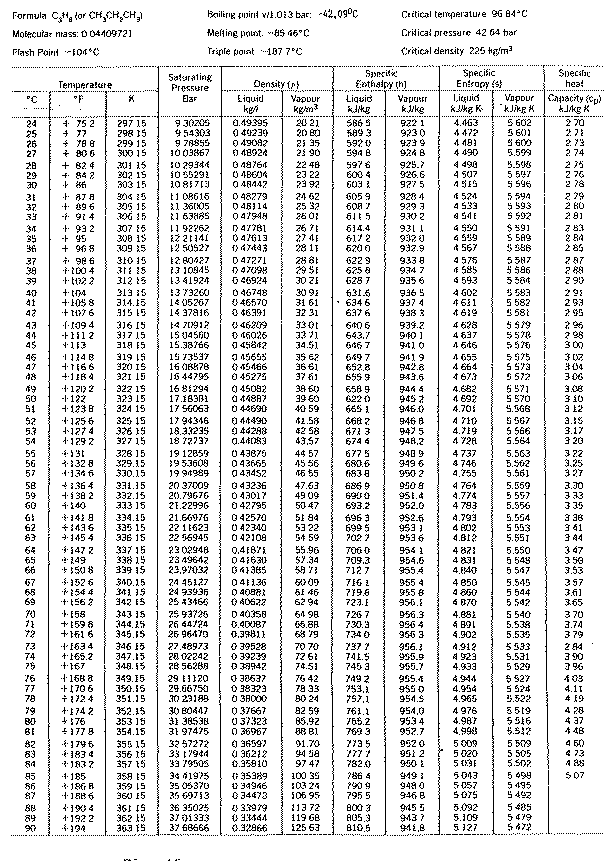 Formula C3H8 (or CH3CH2CH3) Boiling point v/1.013 bar: -42,09°C Critical temperature 96 84°C
Molecular mass: 0 04409721 Melting point. -85 46°C Critical pressure 42 64 bar
Flash Point -104°C Triple point -187 7°C Critical density 225 kg/m³
Temperature Saturating Pressure Density (ρ) Specific Enthalpy (h) Specific Entropy (s) Specific heat
°C °F K Bar Liquid kg/l Vapour kg/m³ Liquid kJ/kg Vapour kJ/kg Liquid kJ/kg K Vapour kJ/kg K Capacity (cp) kJ/kg K
24 + 75 2 297 15 9 30205 0.49395 20 21 586 5 922 1 4.463 5 602 2 70
25 + 77 298 15 9 54303 0 49239 20 80 589 3 923 0 4 472 5 601 2 71
26 + 78 8 299 15 9 78855 0 49082 21 35 592 0 923 9 4 481 5 600 2 73
27 + 80 6 300 15 10 03867 0 48924 21 90 594 8 924 8 4 490 5 599 2 74
28 + 82 4 301 15 10 29344 0 48764 22 48 597 6 925.7 4 498 5 598 2 75
29 + 84 2 302 15 10 55291 0 48604 23 22 600 4 926.6 4 507 5 597 2 76
30 + 86 303 15 10 81713 0 48442 23 92 603 1 927 5 4 515 5 596 2 78
31 + 87 8 304 15 11 08616 0 48279 24 62 605 9 928 4 4 524 5 594 2 79
32 + 89 6 305 15 11 36005 0 48114 25 32 608 7 929 3 4 533 5 593 2 80
33 + 91 4 306 15 11 63885 0 47948 26 01 611 5 930 2 4 541 5 592 2 81
34 + 93 2 307 15 11 92262 0 47781 26 71 614.4 931 1 4 550 5 591 2 83
35 + 95 308 15 12 21141 0 47613 27 41 617 2 932 0 4 559 5 589 2 84
36 + 96 8 309 15 12 50527 0 47443 28 11 620 0 932.9 4 567 5 588 2 85
37 + 98 6 310 15 12 80427 0 47271 28 81 622 9 933 8 4 576 5 587 2 87
38 +100 4 311 15 13 10845 0 47098 29 51 625 8 934 7 4 585 5 586 2 88
39 +102 2 312 15 13 41924 0 46924 30 21 628 7 935 6 4 593 5 584 2 90
40 +104 313 15 13 73260 0 46748 30 91 631.6 936 5 4 602 5 583 2 91
41 +105 8 314.15 14 05267 0 46570 31 61 634 6 937 4 4 611 5 582 2 93
42 +107 6 315 15 14 37816 0 46391 32 31 637 6 938 3 4 619 5 581 2 95
43 +109 4 316 15 14 70912 0 46209 33 01 640 6 939.2 4 628 5 579 2 96
44 +111 2 317 15 15 04560 0 46026 33 71 643.7 940 1 4 637 5 578 2 98
45 +113 318 15 15 38766 0 45842 34 51 646 7 941 0 4 646 5 576 3 00
46 +114 8 319 15 15 73537 0 45655 35 62 649 7 941 9 4 655 5 575 3 02
47 +116 6 320 15 16 08878 0 45466 36 61 652 8 942.8 4 664 5 573 3 04
48 +118 4 321 15 16 44795 0 45275 37 61 655 9 943 6 4 673 5 572 3 06
49 +120 2 322 15 16 81294 0 45082 38 60 658 9 944 4 4 682 5 571 3 08
50 +122 323 15 17 18381 0 44887 39 60 622 0 945.2 4 692 5 570 3 10
51 +123 8 324 15 17 56063 0 44690 40 59 665 1 946 0 4.701 5 568 3 12
52 +125 6 325 15 17 94346 0 44490 41 58 668 2 946 8 4.710 5 567 3 15
53 +127 4 326 15 18 33235 0 44288 42 58 671 3 947 5 4.719 5 566 3 17
54 +129 2 327 15 18 72737 0 44083 43 57 674 4 948.2 4 728 5 564 3 20
55 +131 328 15 19 12859 0 43876 44 57 677 5 948 9 4 737 5 563 3 22
56 +132 8 329.15 19 53608 0 43665 45 56 680.6 949 6 4 746 5.562 3 25
57 +134 6 330.15 19 94989 0 43452 46 55 683 8 950.2 4.755 5.561 3 27
58 +136 4 331.15 20 37009 0 43236 47.63 686 9 950 8 4.764 5.559 3 30
59 +138 2 332.15 20 79676 0 43017 49 09 690 0 951.4 4.774 5.557 3 33
60 +140 333 15 21.22996 0 42795 50.47 693.2 952.0 4 783 5.556 3 35
61 +141 8 334.15 21 66976 0 42570 51 84 696 3 952.6 4 793 5.554 3 38
62 +143 6 335 15 22 11623 0 42340 53 22 699.5 953 1 4 802 5 553 3 41
63 +145 4 336 15 22 56945 0 42108 54 59 702 7 953 6 4 812 5 551 3 44
64 +147 2 337 15 23 02948 0 41871 55.96 706 0 954 1 4 821 5 550 3 47
65 +149 338 15 23 49642 0 41630 57 34 709 3 954.6 4 831 5 548 3 50
66 +150 8 339 15 23 97032 0 41385 58 71 712.7 955.4 4 840 5.547 3 53
67 +152 6 340.15 24 45127 0 41136 60 09 716 1 955.4 4 850 5 545 3 57
68 +154 4 341 15 24 93936 0 40881 61 46 719.8 955 8 4 860 5 544 3.61
69 +156 2 342 15 25 43466 0 40622 62 94 723 1 956.1 4 870 5 542 3.65
70 +158 343.15 25 93726 0 40358 64 98 726 7 956.3 4 881 5.540 3 70
71 +159 8 344.15 26 44724 0 40087 66 88 730.3 956 4 4 891 5.538 3.74
72 +161 6 345.15 26 96470 0 39811 68 79 734 0 956.3 4 902 5 535 3 79
73 +163 4 346 15 27 48973 0 39528 70 70 737 7 956.1 4.912 5 533 2 84
74 +165 2 347.15 28 02242 0 39239 72 61 741 5 955.9 4 923 5.531 3 90
75 +167 348.15 28 56288 0 38942 74 51 745 3 955.7 4 933 5 529 3 96
76 +168 8 349.15 29 11120 0 38637 76 42 749 2 955 4 4 944 5 527 4 03
77 +170 6 350.15 29 66750 0 38323 78 33 753.1 955 0 4.954 5 524 4.11
78 +172 4 351 15 30 23188 0 38000 80 24 757.1 954.5 4.965 5.522 4 19
79 +174 2 352.15 30 80447 0 37667 82 59 761.1 954.0 4 976 5 519 4 28
80 +176 353 15 31 38538 0 37323 85.92 765.2 953 4 4.987 5 516 4 37
81 +177 8 354.15 31 97475 0 36967 88 81 769.3 952.7 4.998 5 512 4 48
82 +179 6 355 15 32 57272 0 36597 91 70 773 5 952 0 5 009 5 509 4 60
83 +183 4 356 15 33 17944 0 36212 94 58 777.7 951 2 5 020 5 505 4 73
84 +183 2 357 15 33 79505 0 35810 97 47 782.0 950 1 5 031 5 502 4 88
85 +185 358 15 34 41975 0 35389 100 35 786.4 949 1 5 043 5 498 5 07
86 +186 8 359 15 35 05370 0 34946 103 24 790 9 948 0 5.057 5 495
87 +188 6 360 15 35 69713 0 34473 106.95 795 5 946.8 5 075 5 492
88 +190 4 361 15 36 35025 0 33979 113 72 800 3 945 5 5.092 5 485
89 +192 2 362 15 37 01333 0 33444 119 68 805.3 943 7 5.109 5 479
90 +194 363 15 37 68666 0 32866 125 63 810.5 941,8 5 127 5 472